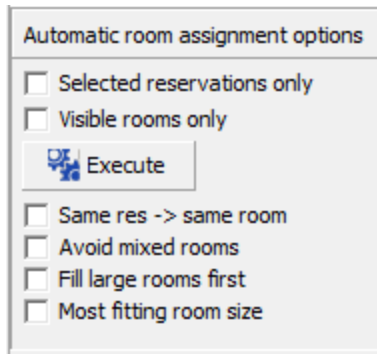 Automatic room assignment options
Selected reservations only
Visible rooms only
Execute
Same res -> same room
Avoid mixed rooms
Fill large rooms first
Most fitting room size